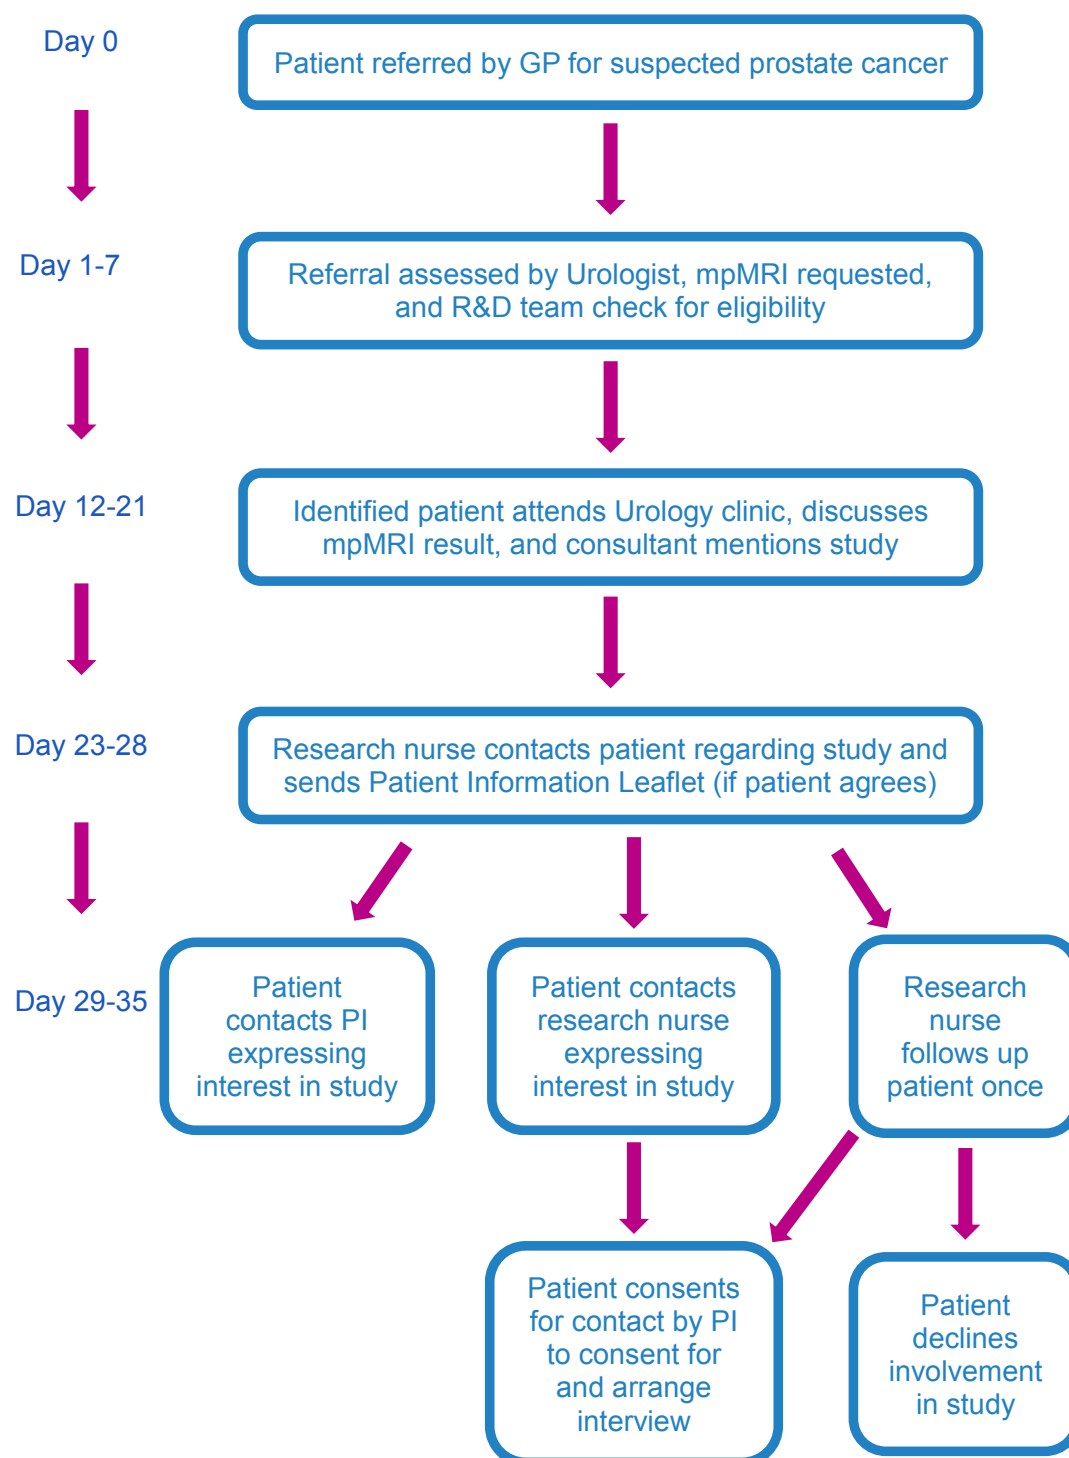 Day 0
Patient referred by GP for suspected prostate cancer
Day 1-7
Referral assessed by Urologist, mpMRI requested,
and R&D team check for eligibility
Day 12-21
Identified patient attends Urology clinic, discusses
mpMRI result, and consultant mentions study
Day 23-28
Research nurse contacts patient regarding study and
sends Patient Information Leaflet (if patient agrees)
Day 29-35
Patient
contacts PI
expressing
interest in study
Patient contacts
research nurse
expressing
interest in study
Research
nurse
follows up
patient once
Patient consents
for contact by PI
to consent for
and arrange
interview
Patient
declines
involvement
in study